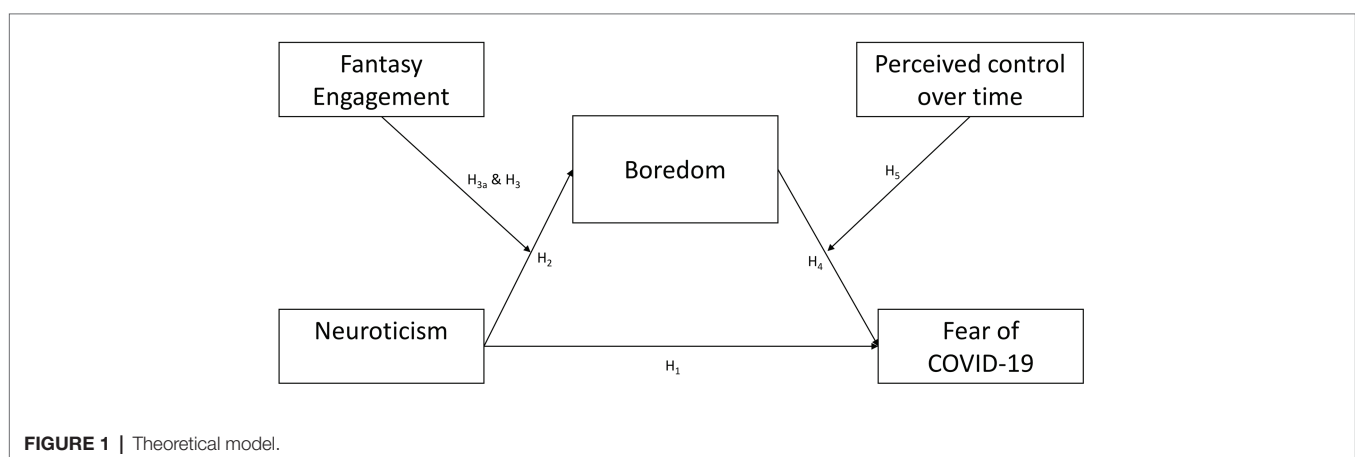 Fantasy
Engagement
Perceived control
over time
Boredom
H3a & H3
H5
H2
H4
Neuroticism
Fear of
COVID-19
H1
FIGURE 1 | Theoretical model.